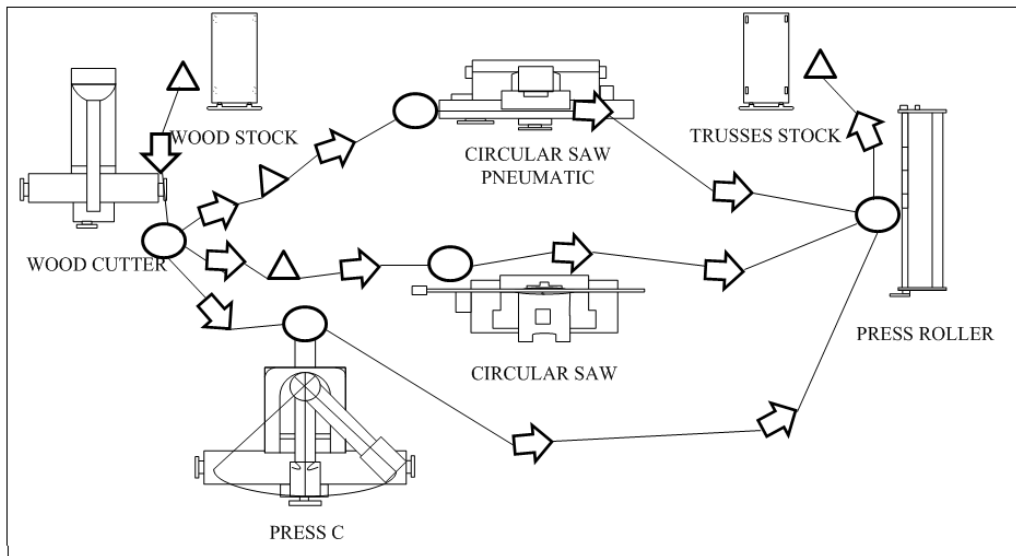 WOOD STOCK
TRUSSES STOCK
CIRCULAR SAW
PNEUMATIC
WOOD CUTTER
PRESS ROLLER
CIRCULAR SAW
PRESS C